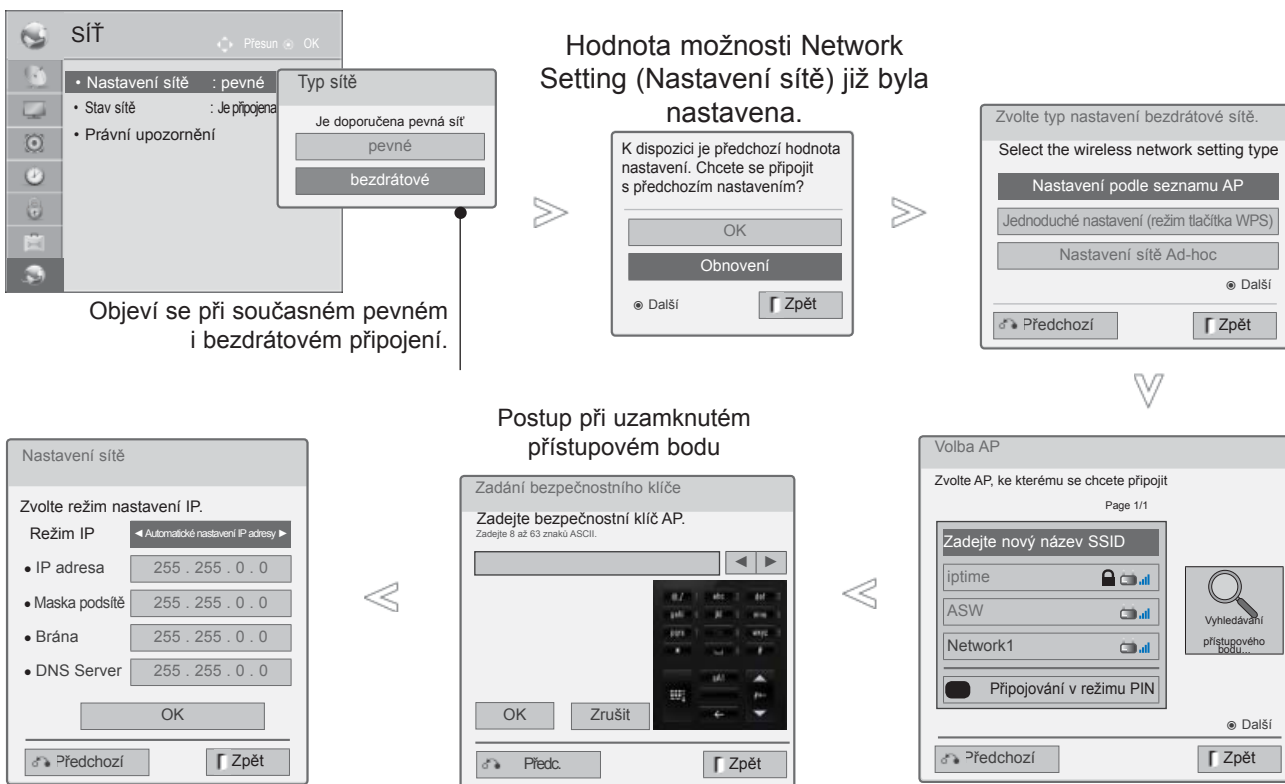 SÍŤ
Přesun ◉ OK
• Nastavení sítě : pevné
• Stav sítě : Je připojena
• Právní upozornění
Typ sítě
Je doporučena pevná síť
pevné
bezdrátové
Objeví se při současném pevném
i bezdrátovém připojení.
Hodnota možnosti Network
Setting (Nastavení sítě) již byla
nastavena.
K dispozici je předchozí hodnota
nastavení. Chcete se připojit
s předchozím nastavením?
OK
Obnovení
◉ Další
Zpět
Zvolte typ nastavení bezdrátové sítě.
Select the wireless network setting type
Nastavení podle seznamu AP
Jednoduché nastavení (režim tlačítka WPS)
Nastavení sítě Ad-hoc
◉ Další
Předchozí
Zpět
Volba AP
Zvolte AP, ke kterému se chcete připojit
Page 1/1
Zadejte nový název SSID
iptime
ASW
Network1
Připojování v režimu PIN
Vyhledávání
přístupového
bodu...
◉ Další
Předchozí
Zpět
Postup při uzamknutém
přístupovém bodu
Zadání bezpečnostního klíče
Zadejte bezpečnostní klíč AP.
Zadejte 8 až 63 znaků ASCII.
◄ ►
OK
Zrušit
Předc.
Zpět
Nastavení sítě
Zvolte režim nastavení IP.
Režim IP ◄ Automatické nastavení IP adresy ►
• IP adresa 255 . 255 . 0 . 0
• Maska podsítě 255 . 255 . 0 . 0
• Brána 255 . 255 . 0 . 0
• DNS Server 255 . 255 . 0 . 0
OK
Předchozí
Zpět